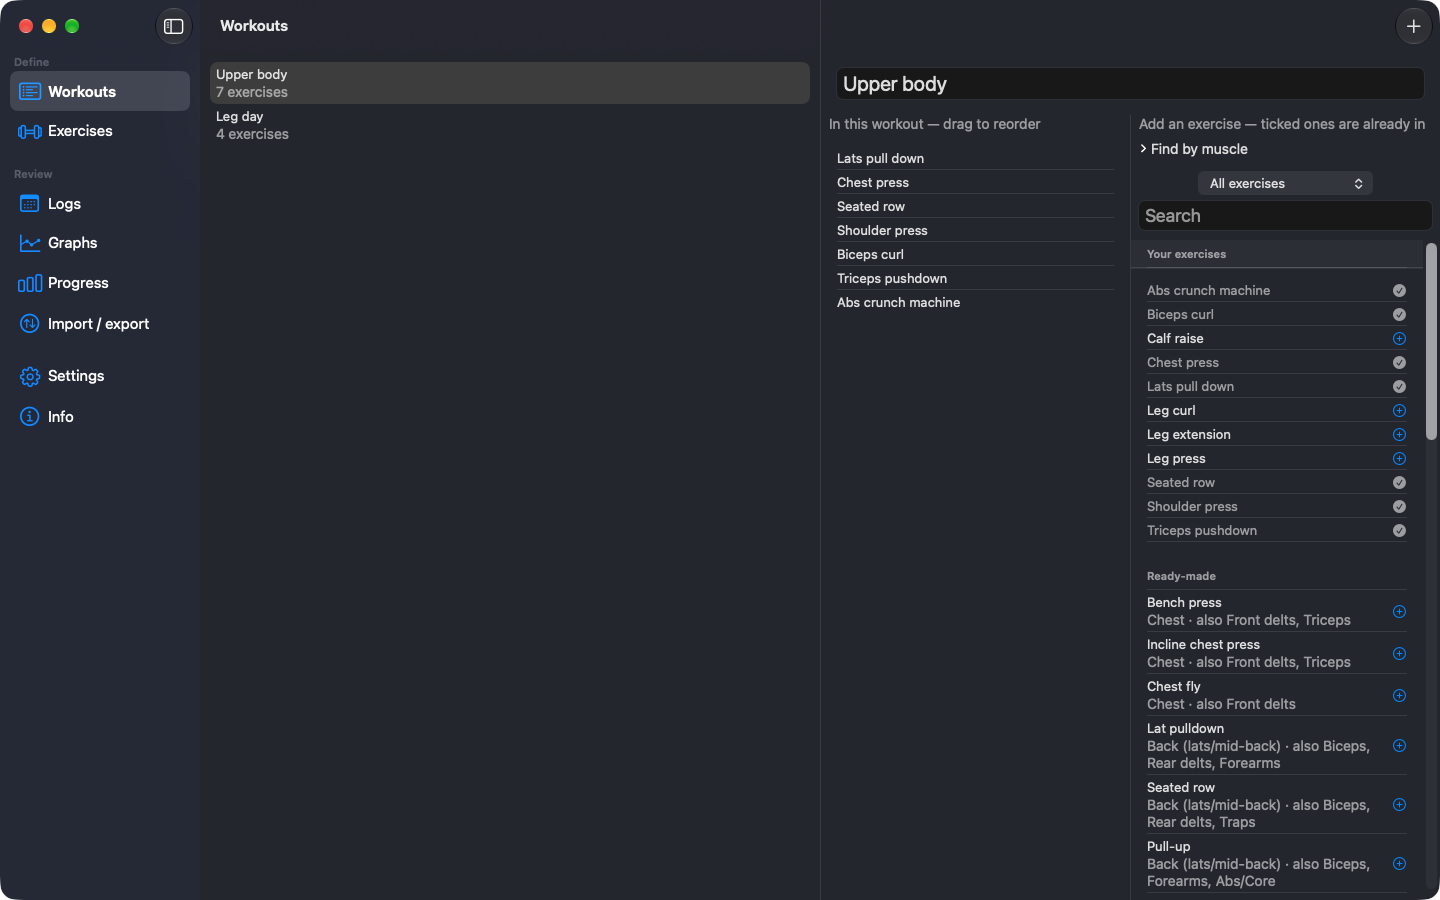 Workouts
Define
Workouts
Exercises
Review
Logs
Graphs
Progress
Import / export
Settings
Info
Upper body
7 exercises
Leg day
4 exercises
Upper body
In this workout — drag to reorder
Lats pull down
Chest press
Seated row
Shoulder press
Biceps curl
Triceps pushdown
Abs crunch machine
Add an exercise — ticked ones are already in
Find by muscle
All exercises
Search
Your exercises
Abs crunch machine
Biceps curl
Calf raise
Chest press
Lats pull down
Leg curl
Leg extension
Leg press
Seated row
Shoulder press
Triceps pushdown
Ready-made
Bench press
Chest · also Front delts, Triceps
Incline chest press
Chest · also Front delts, Triceps
Chest fly
Chest · also Front delts
Lat pulldown
Back (lats/mid-back) · also Biceps,
Rear delts, Forearms
Seated row
Back (lats/mid-back) · also Biceps,
Rear delts, Traps
Pull-up
Back (lats/mid-back) · also Biceps,
Forearms, Abs/Core